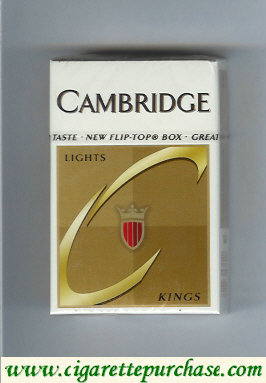 CAMBRIDGE
TASTE · NEW FLIP-TOP® BOX · GREAT
LIGHTS
KINGS
www.cigarettepurchase.com